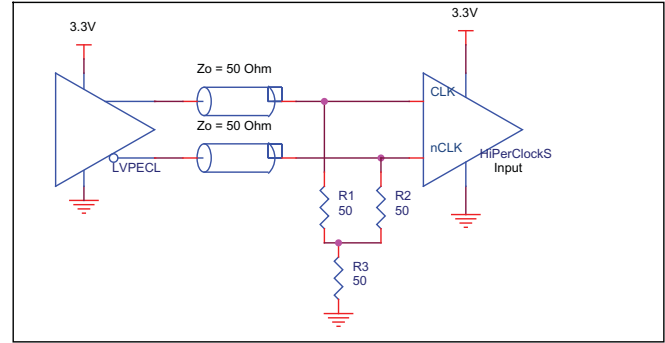 3.3V
3.3V
Zo = 50 Ohm
CLK
Zo = 50 Ohm
nCLK
LVPECL
HiPerClockS
Input
R1
50
R2
50
R3
50